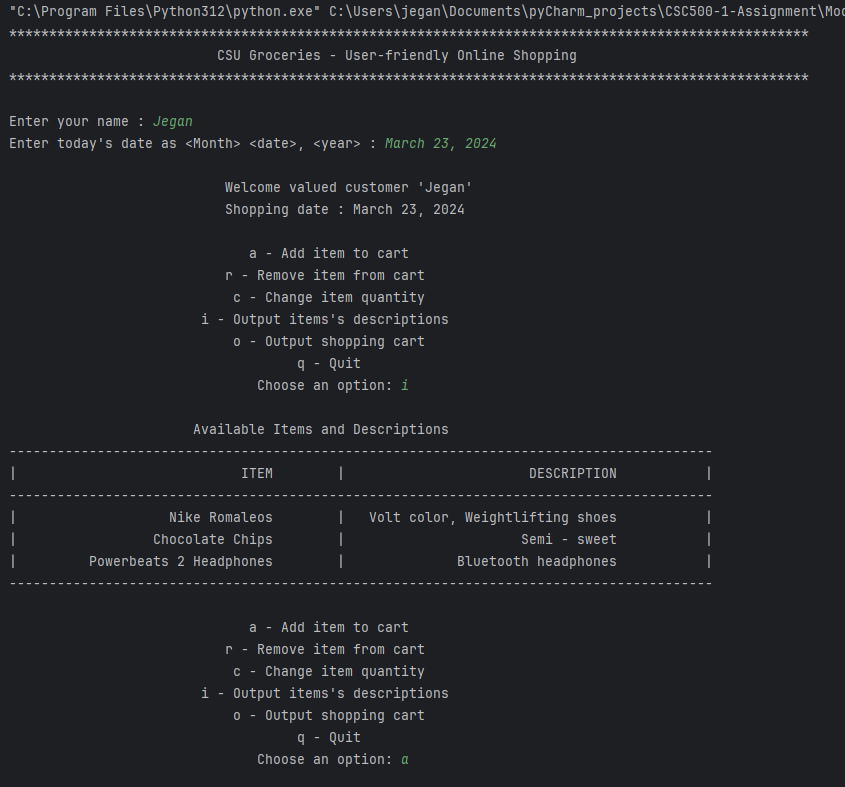 "C:\Program Files\Python312\python.exe" C:\Users\jegan\Documents\pyCharm_projects\CSC500-1-Assignment\Moc
****************************************************************************************************
CSU Groceries - User-friendly Online Shopping
****************************************************************************************************
Enter your name : Jegan
Enter today's date as <Month> <date>, <year> : March 23, 2024
Welcome valued customer 'Jegan'
Shopping date : March 23, 2024
a - Add item to cart
r - Remove item from cart
c - Change item quantity
i - Output items's descriptions
o - Output shopping cart
q - Quit
Choose an option: i
Available Items and Descriptions
----------------------------------------------------------------------------------------
| ITEM | DESCRIPTION |
----------------------------------------------------------------------------------------
| Nike Romaleos | Volt color, Weightlifting shoes |
| Chocolate Chips | Semi - sweet |
| Powerbeats 2 Headphones | Bluetooth headphones |
----------------------------------------------------------------------------------------
a - Add item to cart
r - Remove item from cart
c - Change item quantity
i - Output items's descriptions
o - Output shopping cart
q - Quit
Choose an option: a